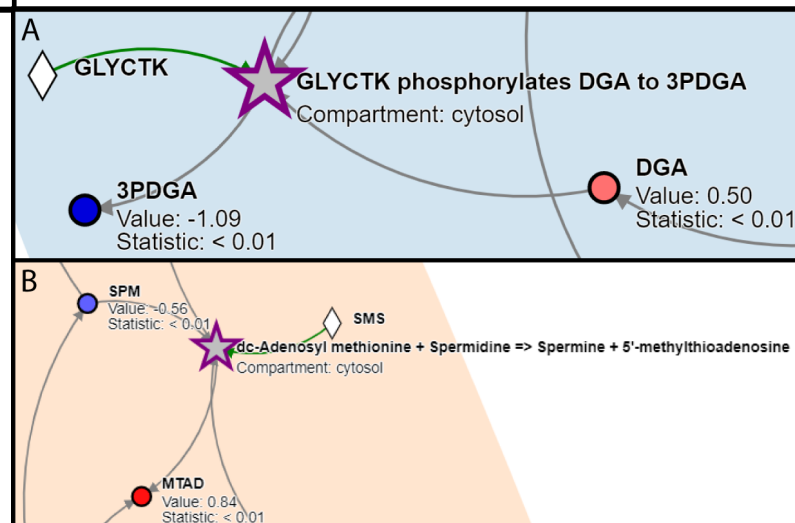 A
GLYCTK
GLYCTK phosphorylates DGA to 3PDGA
Compartment: cytosol
3PDGA
Value: -1.09
Statistic: < 0.01
DGA
Value: 0.50
Statistic: < 0.01
B
SPM
Value: -0.56
Statistic: < 0.01
SMS
dc-Adenosyl methionine + Spermidine => Spermine + 5'-methylthioadenosine
Compartment: cytosol
MTAD
Value: 0.84
Statistic: < 0.01